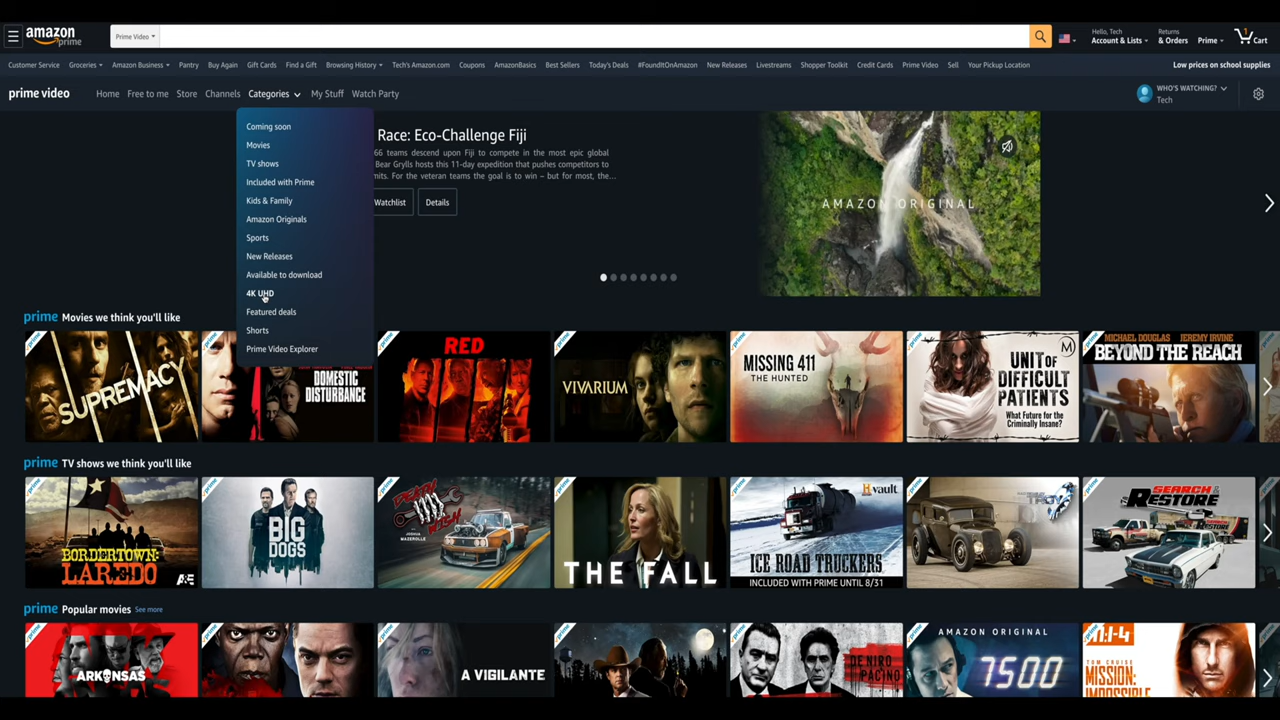 amazon prime
Prime Video
Hello, Tech
Account & Lists
Returns
& Orders
Prime
Cart
Customer Service Groceries Amazon Business Pantry Buy Again Gift Cards Find a Gift Browsing History Tech's Amazon.com Coupons AmazonBasics Best Sellers Today's Deals #FoundItOnAmazon New Releases Livestreams Shopper Toolkit Credit Cards Prime Video Sell Your Pickup Location
Low prices on school supplies
prime video Home Free to me Store Channels Categories My Stuff Watch Party
WHO'S WATCHING?
Tech
Coming soon
Movies
TV shows
Included with Prime
Kids & Family
Amazon Originals
Sports
New Releases
Available to download
4K UHD
Featured deals
Shorts
Prime Video Explorer
Race: Eco-Challenge Fiji
66 teams descend upon Fiji to compete in the most epic global
Bear Grylls hosts this 11-day expedition that pushes competitors to
mits. For the veteran teams the goal is to win – but for most, the...
Watchlist
Details
AMAZON ORIGINAL
prime Movies we think you'll like
SUPREMACY
DOMESTIC
DISTURBANCE
RED
VIVARIUM
MISSING 411
THE HUNTED
UNIT OF
DIFFICULT
PATIENTS
What Future for the
Criminally Insane?
MICHAEL DOUGLAS JEREMY IRVINE
BEYOND THE REACH
prime TV shows we think you'll like
BORDERTOWN:
LAREDO
A&E
BIG
DOGS
THE FALL
H vault
ICE ROAD TRUCKERS
INCLUDED WITH PRIME UNTIL 8/31
SEARCH &
RESTORE
prime Popular movies See more
ARKANSAS
A VIGILANTE
DE NIRO
PACINO
AMAZON ORIGINAL
7500
M:I-4
TOM CRUISE
MISSION:
IMPOSSIBLE